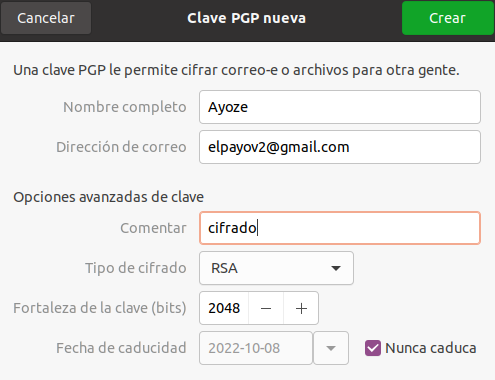 Cancelar Clave PGP nueva Crear
Una clave PGP le permite cifrar correo-e o archivos para otra gente.
Nombre completo Ayoze
Dirección de correo elpayov2@gmail.com
Opciones avanzadas de clave
Comentar cifrado
Tipo de cifrado RSA
Fortaleza de la clave (bits) 2048 − +
Fecha de caducidad 2022-10-08 Nunca caduca